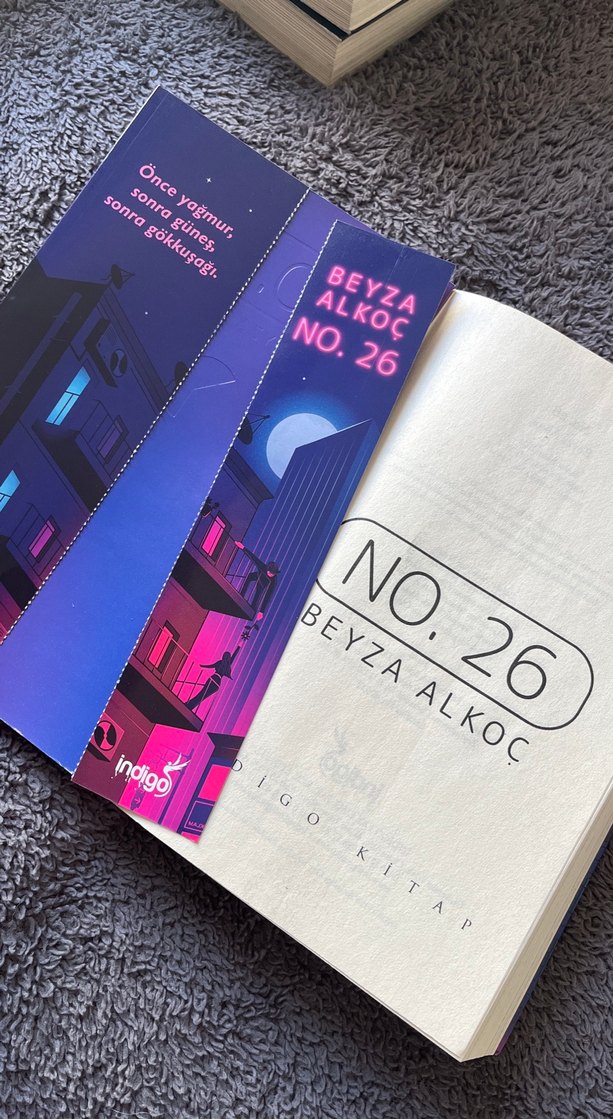 Önce yağmur,
sonra güneş,
sonra gökkuşağı.
BEYZA
ALKOÇ
NO. 26
indigo
NO. 26
BEYZA ALKOÇ
DİGO KİTAP